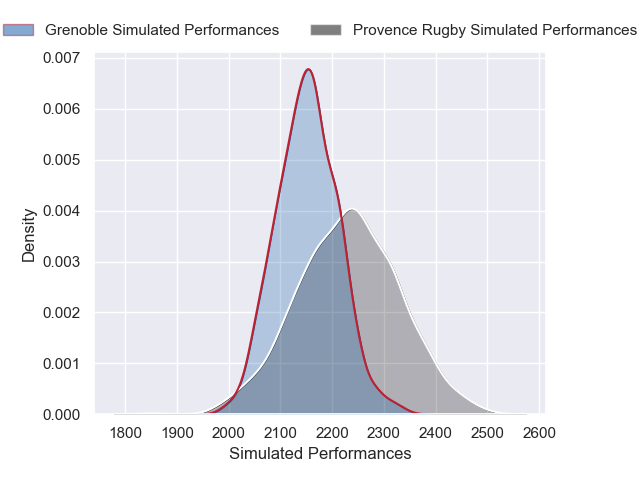 Grenoble Simulated Performances
Provence Rugby Simulated Performances
0.007
0.006
0.005
0.004
0.003
0.002
0.001
0.000
Density
1800 1900 2000 2100 2200 2300 2400 2500 2600
Simulated Performances